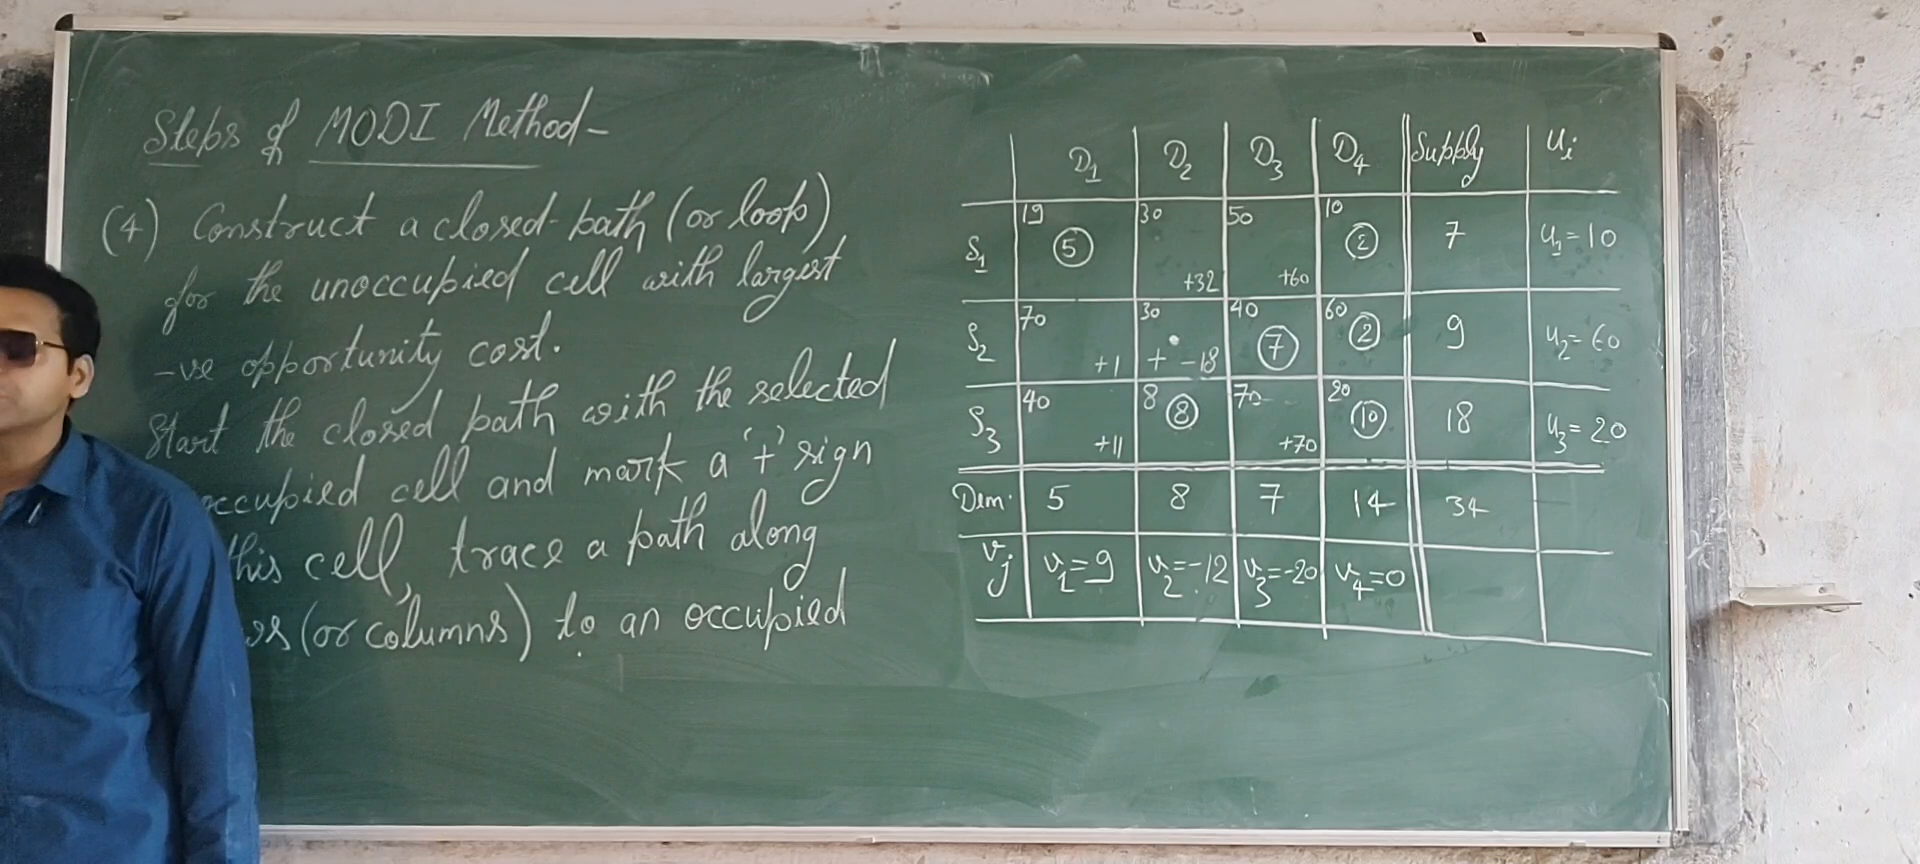 Steps of MODI Method-
(4) Construct a closed-path (or loop)
for the unoccupied cell with largest
-ve opportunity cost.
Start the closed path with the selected
occupied cell and mark a '+' sign
this cell, trace a path along
ws (or columns) to an occupied
D1 D2 D3 D4 Supply ui
S1 19 5 30 +32 50 +60 10 2 7 u1=10
S2 70 +1 30 + -18 40 7 60 2 9 u2=60
S3 40 +11 8 8 70 +70 20 10 18 u3=20
Dem. 5 8 7 14 34
vj v1=9 v2=-12 v3=-20 v4=0